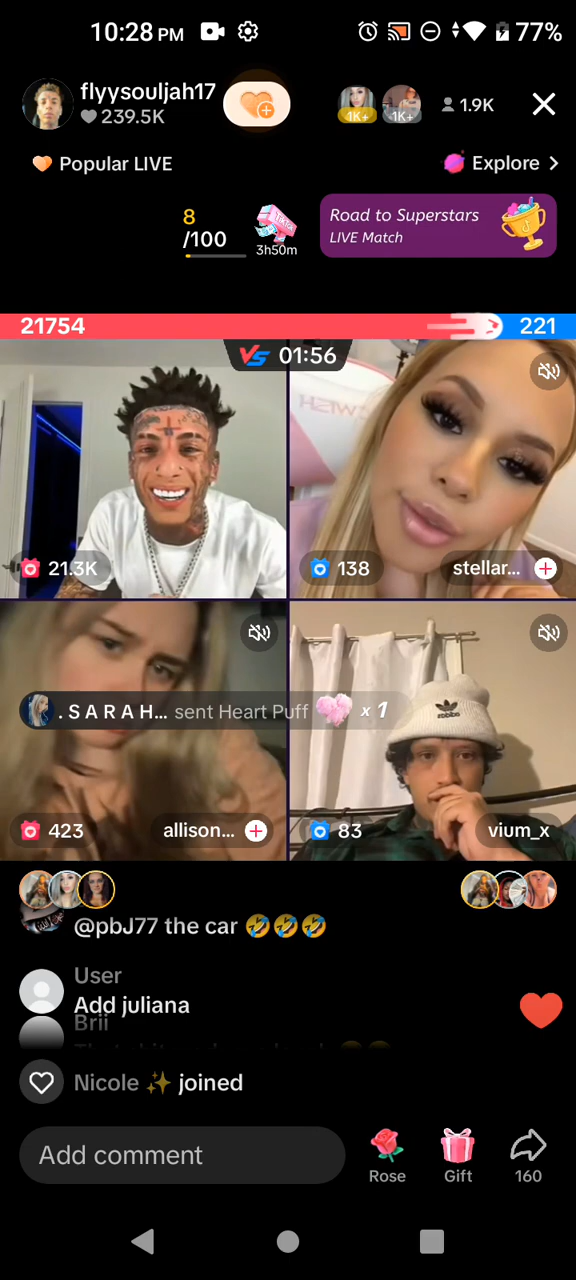 10:28 PM
77%
flyysouljah17
239.5K
1K+
1K+
1.9K
Popular LIVE
Explore >
8
/100
3h50m
Road to Superstars
LIVE Match
21754
221
VS 01:56
21.3K
138
stellar...
. S A R A H... sent Heart Puff x 1
423
allison...
83
vium_x
@pbJ77 the car 🤣🤣🤣
User
Add juliana
Brii
Nicole ✨ joined
Add comment
Rose
Gift
160